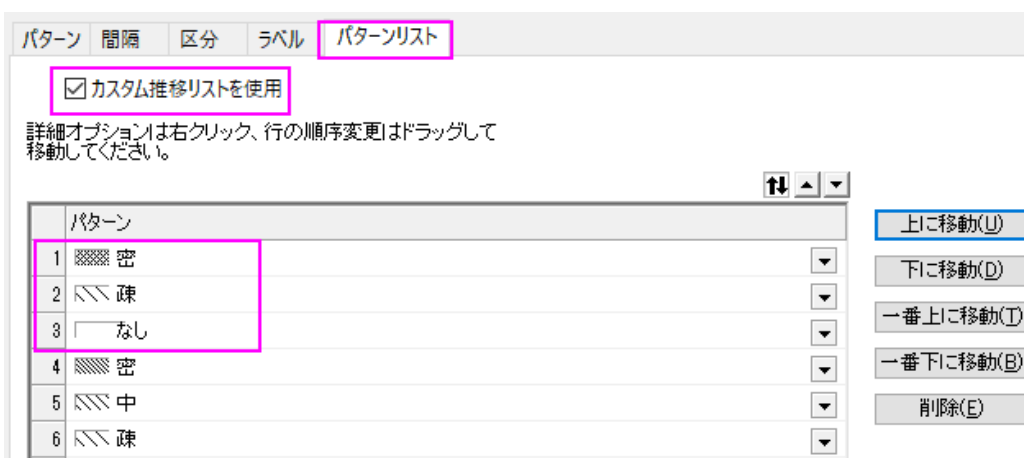 パターン 間隔 区分 ラベル パターンリスト
カスタム推移リストを使用
詳細オプションは右クリック、行の順序変更はドラッグして
移動してください。
パターン
1 密
2 疎
3 なし
4 密
5 中
6 疎
上に移動(U)
下に移動(D)
一番上に移動(T)
一番下に移動(B)
削除(E)